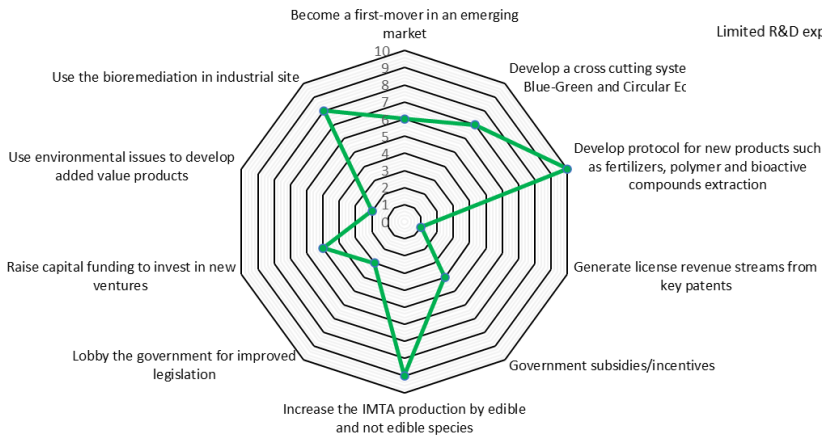 Become a first-mover in an emerging
market
Limited R&D exp
Develop a cross cutting syste
Blue-Green and Circular Ec
Use the bioremediation in industrial site
10
9
8
7
6
5
4
3
2
1
0
Develop protocol for new products such
as fertilizers, polymer and bioactive
compounds extraction
Use environmental issues to develop
added value products
Raise capital funding to invest in new
ventures
Generate license revenue streams from
key patents
Lobby the government for improved
legislation
Government subsidies/incentives
Increase the IMTA production by edible
and not edible species